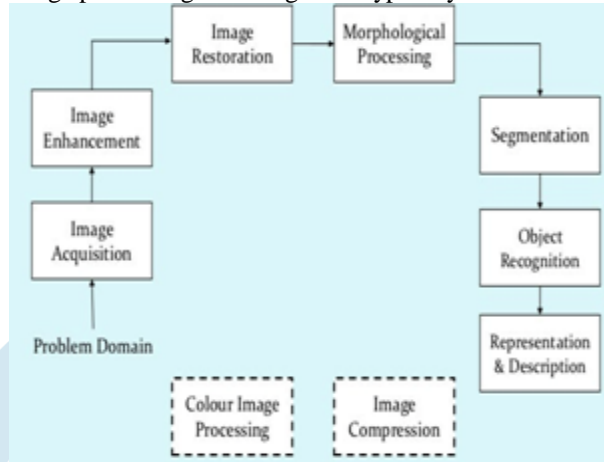 Image
Restoration
Morphological
Processing
Image
Enhancement
Segmentation
Image
Acquisition
Object
Recognition
Problem Domain
Representation
& Description
Colour Image
Processing
Image
Compression